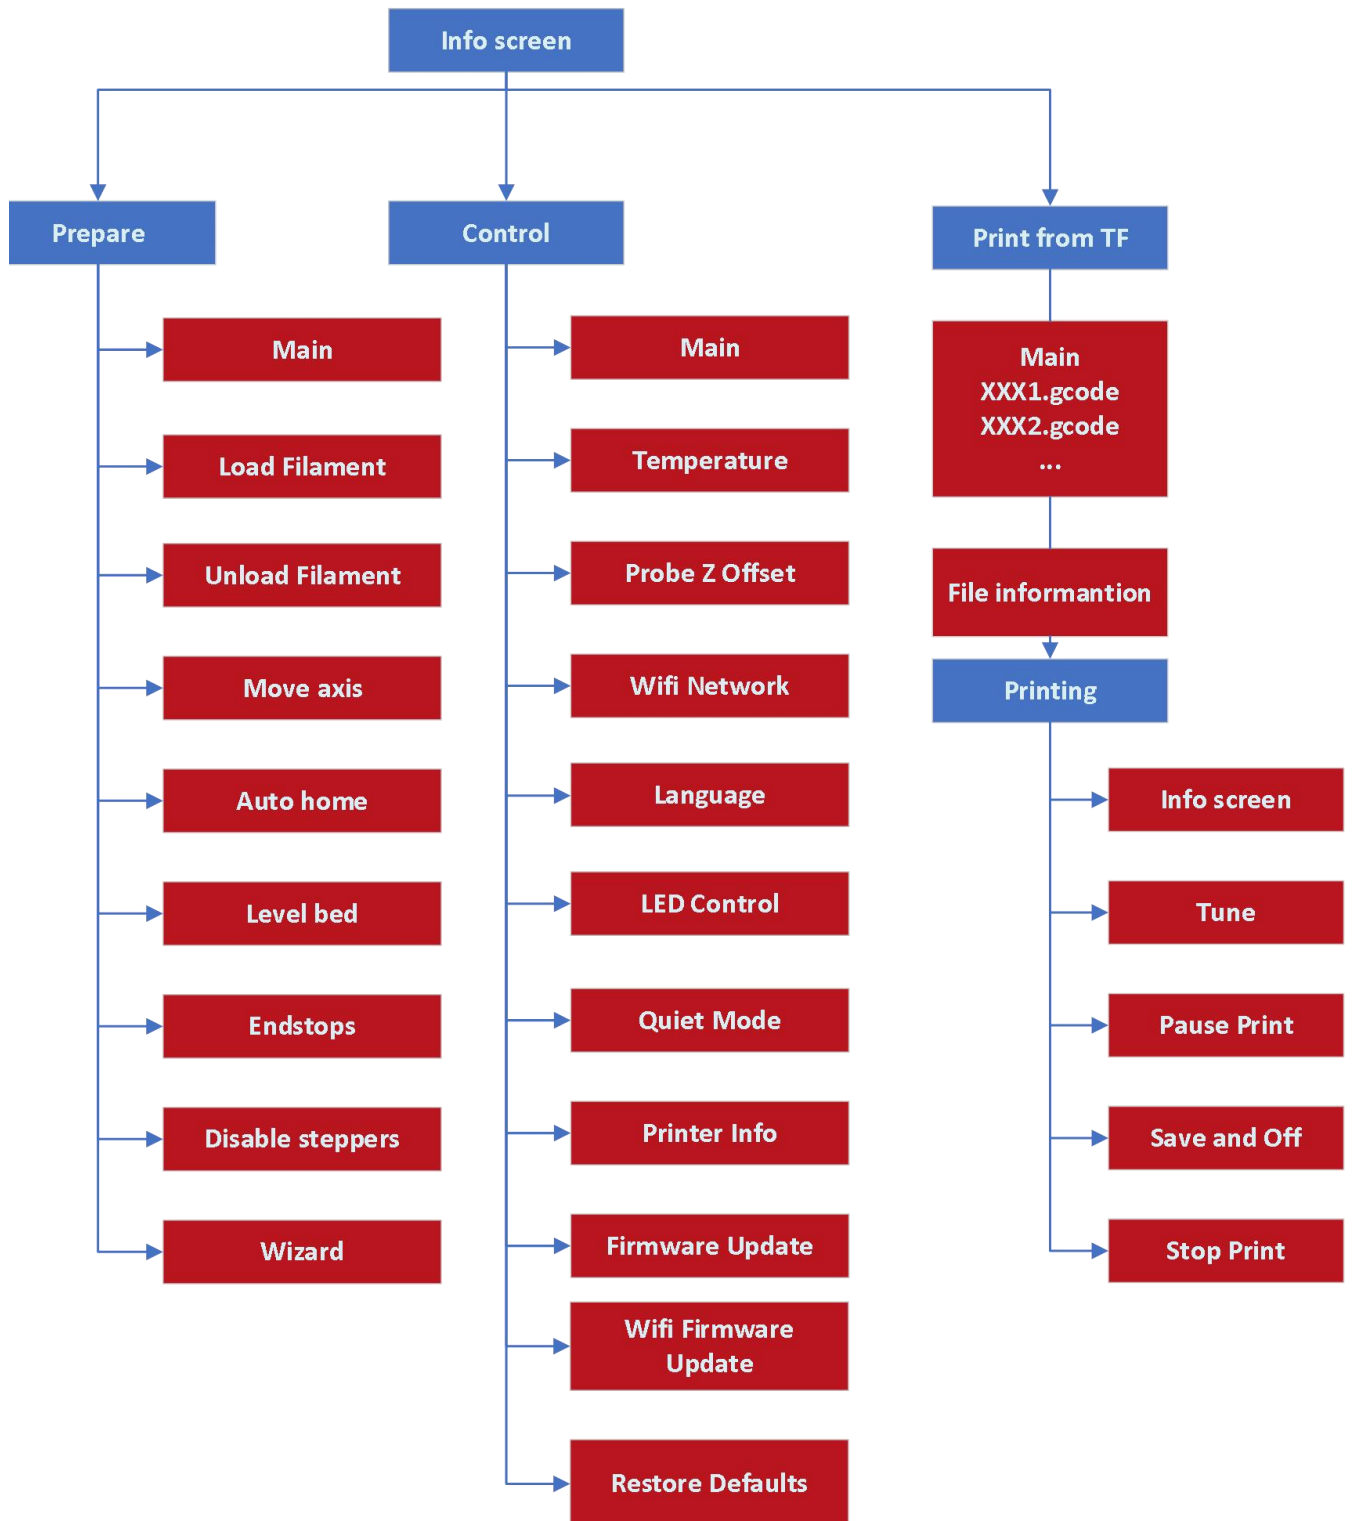 Info screen
Prepare
Main
Load Filament
Unload Filament
Move axis
Auto home
Level bed
Endstops
Disable steppers
Wizard
Control
Main
Temperature
Probe Z Offset
Wifi Network
Language
LED Control
Quiet Mode
Printer Info
Firmware Update
Wifi Firmware
Update
Restore Defaults
Print from TF
Main
XXX1.gcode
XXX2.gcode
...
File informantion
Printing
Info screen
Tune
Pause Print
Save and Off
Stop Print